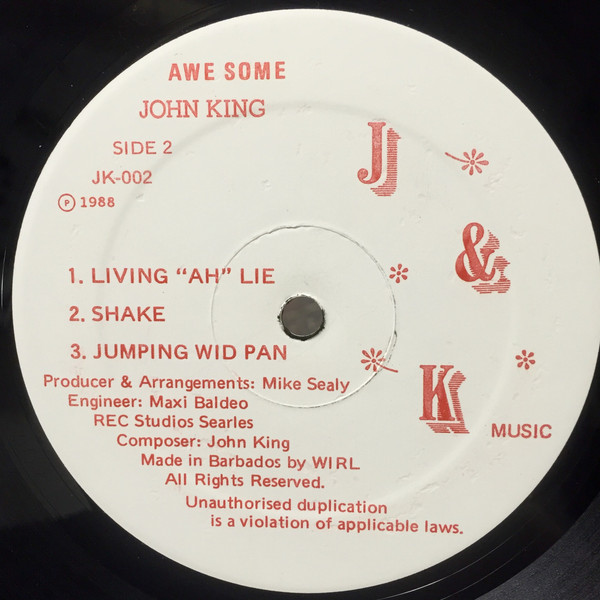 AWE SOME
JOHN KING
SIDE 2
JK-002
Ⓟ 1988
J
&
K
MUSIC
1. LIVING “AH” LIE
2. SHAKE
3. JUMPING WID PAN
Producer & Arrangements: Mike Sealy
Engineer: Maxi Baldeo
REC Studios Searles
Composer: John King
Made in Barbados by WIRL
All Rights Reserved.
Unauthorised duplication
is a violation of applicable laws.